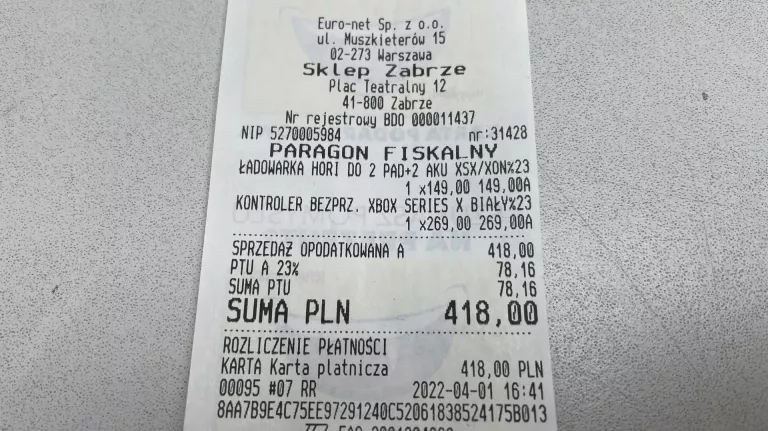 Euro-net Sp. z o.o.
ul. Muszkieterów 15
02-273 Warszawa
Sklep Zabrze
Plac Teatralny 12
41-800 Zabrze
Nr rejestrowy BDO 000011437
NIP 5270005984 nr:31428
PARAGON FISKALNY
ŁADOWARKA HORI DO 2 PAD+2 AKU XSX/XON%23
1 x149,00 149,00A
KONTROLER BEZPRZ. XBOX SERIES X BIAŁY%23
1 x269,00 269,00A
SPRZEDAŻ OPODATKOWANA A 418,00
PTU A 23% 78,16
SUMA PTU 78,16
SUMA PLN 418,00
ROZLICZENIE PŁATNOŚCI
KARTA Karta płatnicza 418,00 PLN
00095 #07 RR 2022-04-01 16:41
8AA7B9E4C75EE97291240C52061838524175B013